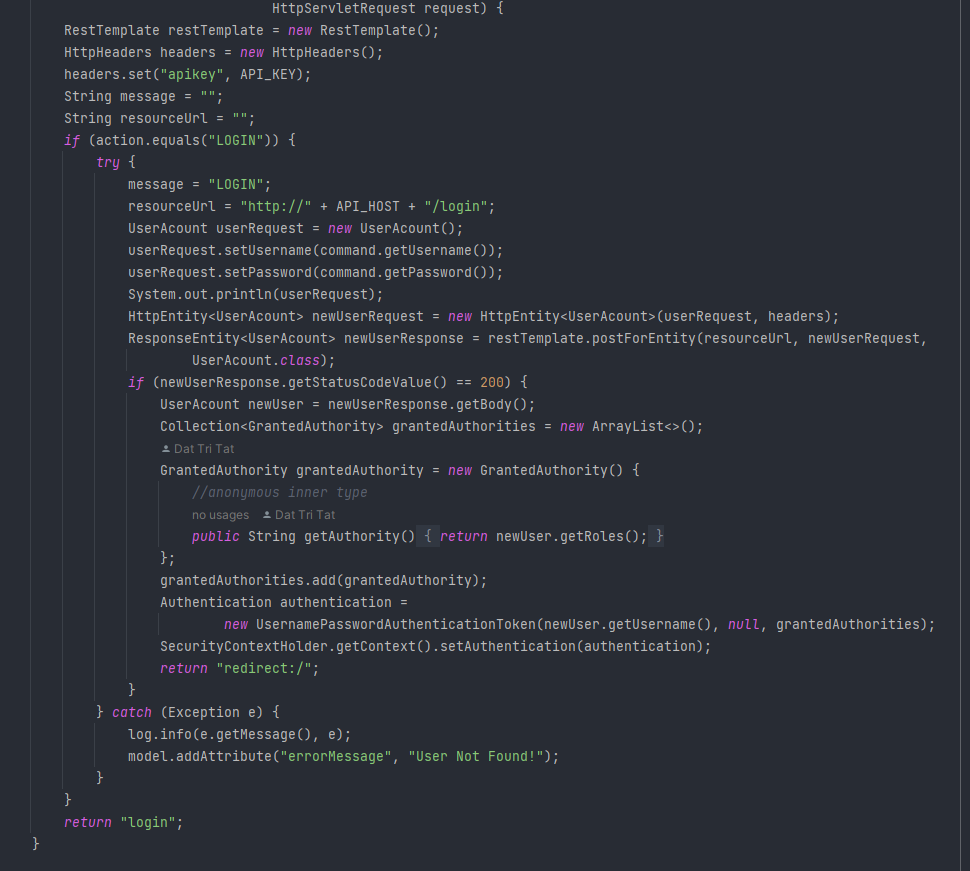 HttpServletRequest request) {
RestTemplate restTemplate = new RestTemplate();
HttpHeaders headers = new HttpHeaders();
headers.set("apikey", API_KEY);
String message = "";
String resourceUrl = "";
if (action.equals("LOGIN")) {
try {
message = "LOGIN";
resourceUrl = "http://" + API_HOST + "/login";
UserAcount userRequest = new UserAcount();
userRequest.setUsername(command.getUsername());
userRequest.setPassword(command.getPassword());
System.out.println(userRequest);
HttpEntity<UserAcount> newUserRequest = new HttpEntity<UserAcount>(userRequest, headers);
ResponseEntity<UserAcount> newUserResponse = restTemplate.postForEntity(resourceUrl, newUserRequest,
UserAcount.class);
if (newUserResponse.getStatusCodeValue() == 200) {
UserAcount newUser = newUserResponse.getBody();
Collection<GrantedAuthority> grantedAuthorities = new ArrayList<>();
Dat Tri Tat
GrantedAuthority grantedAuthority = new GrantedAuthority() {
//anonymous inner type
no usages Dat Tri Tat
public String getAuthority() { return newUser.getRoles(); }
};
grantedAuthorities.add(grantedAuthority);
Authentication authentication =
new UsernamePasswordAuthenticationToken(newUser.getUsername(), null, grantedAuthorities);
SecurityContextHolder.getContext().setAuthentication(authentication);
return "redirect:/";
}
} catch (Exception e) {
log.info(e.getMessage(), e);
model.addAttribute("errorMessage", "User Not Found!");
}
}
return "login";
}